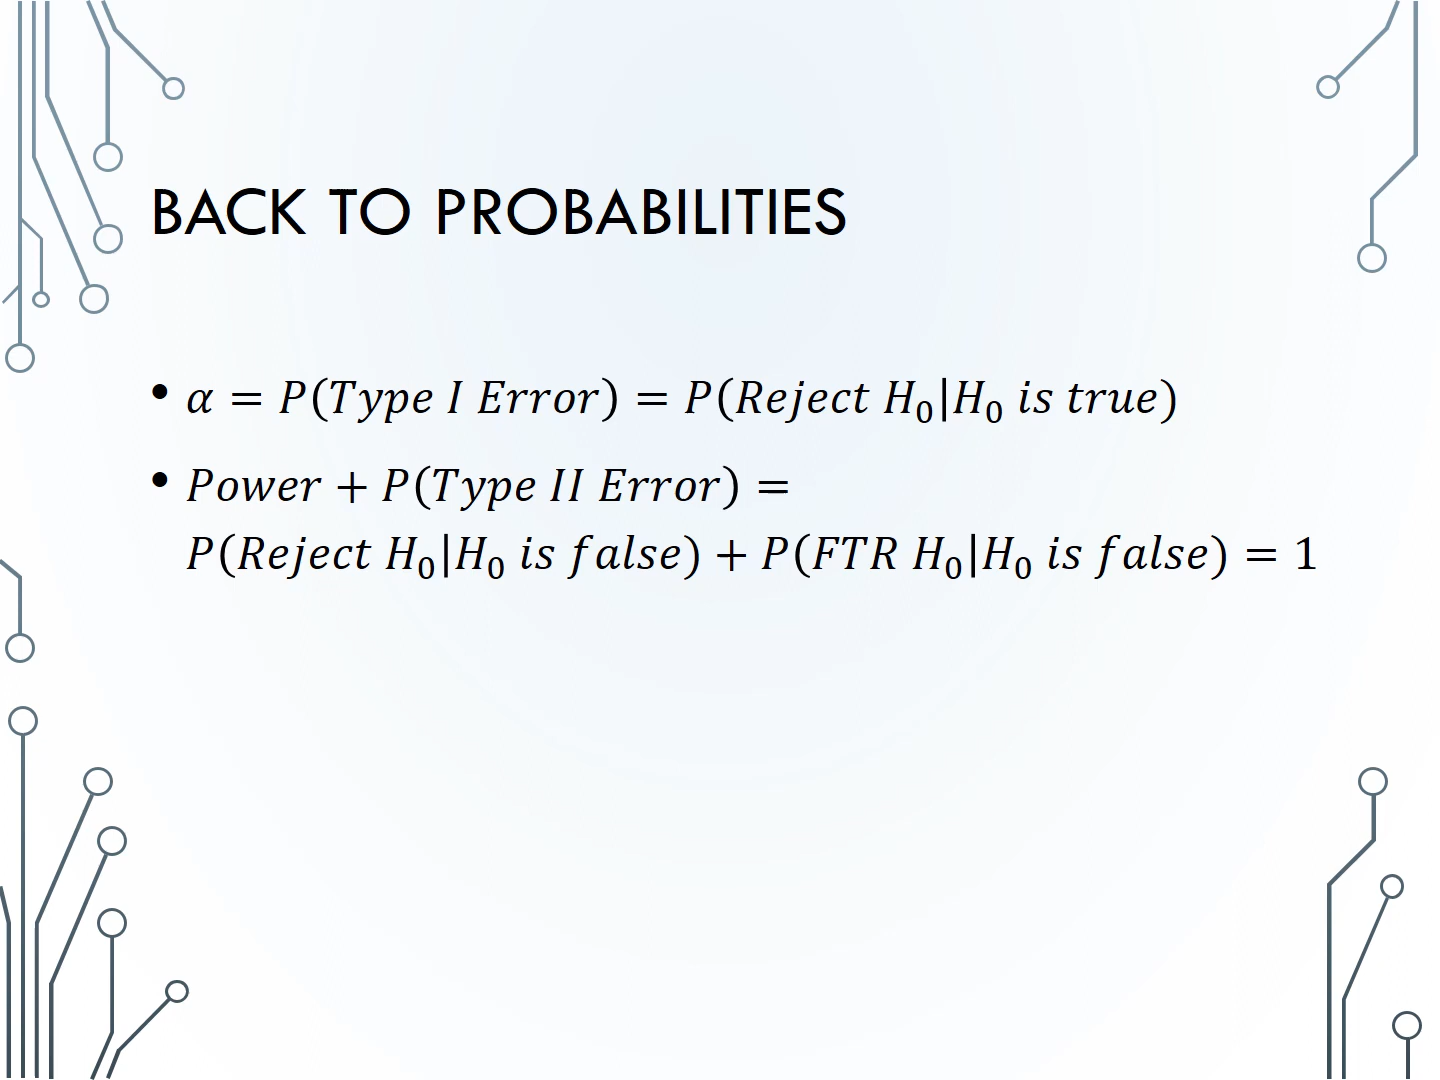 BACK TO PROBABILITIES
• α = P(Type I Error) = P(Reject H₀|H₀ is true)
• Power + P(Type II Error) =
P(Reject H₀|H₀ is false) + P(FTR H₀|H₀ is false) = 1